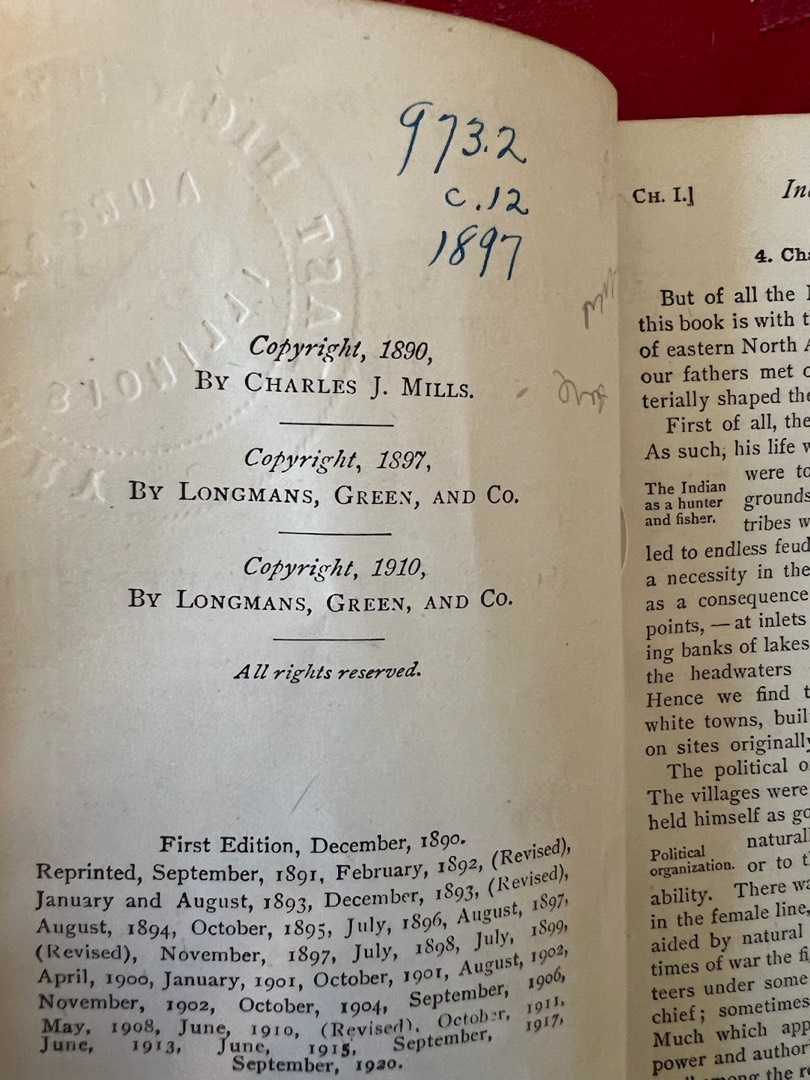 973.2
c.12
1897
Copyright, 1890,
By Charles J. Mills.
Copyright, 1897,
By Longmans, Green, and Co.
Copyright, 1910,
By Longmans, Green, and Co.
All rights reserved.
First Edition, December, 1890.
Reprinted, September, 1891, February, 1892, (Revised),
January and August, 1893, December, 1893, (Revised),
August, 1894, October, 1895, July, 1896, August, 1897,
(Revised), November, 1897, July, 1898, July, 1899,
April, 1900, January, 1901, October, 1901, August, 1902,
November, 1902, October, 1904, September, 1906,
May, 1908, June, 1910, (Revised). October, 1911,
June, 1913, June, 1915, September, 1917,
September, 1920.
HIGH
EAST
AURORA
ILLINOIS
Ch. I.]
4.
But of all the
this book is with
of eastern North
our fathers met
terially shaped the
First of all, the
As such, his life
were to
The Indian
as a hunter
and fisher.
grounds
tribes
led to endless feud
a necessity in the
as a consequence
points, — at inlets
ing banks of lakes
the headwaters
Hence we find
white towns,
on sites originally
The political
The villages were
held himself as
Political
organization.
or to
ability. There
in the female line,
aided by natural
times of war the
teers under some
chief; sometimes
Much which
power and
among the